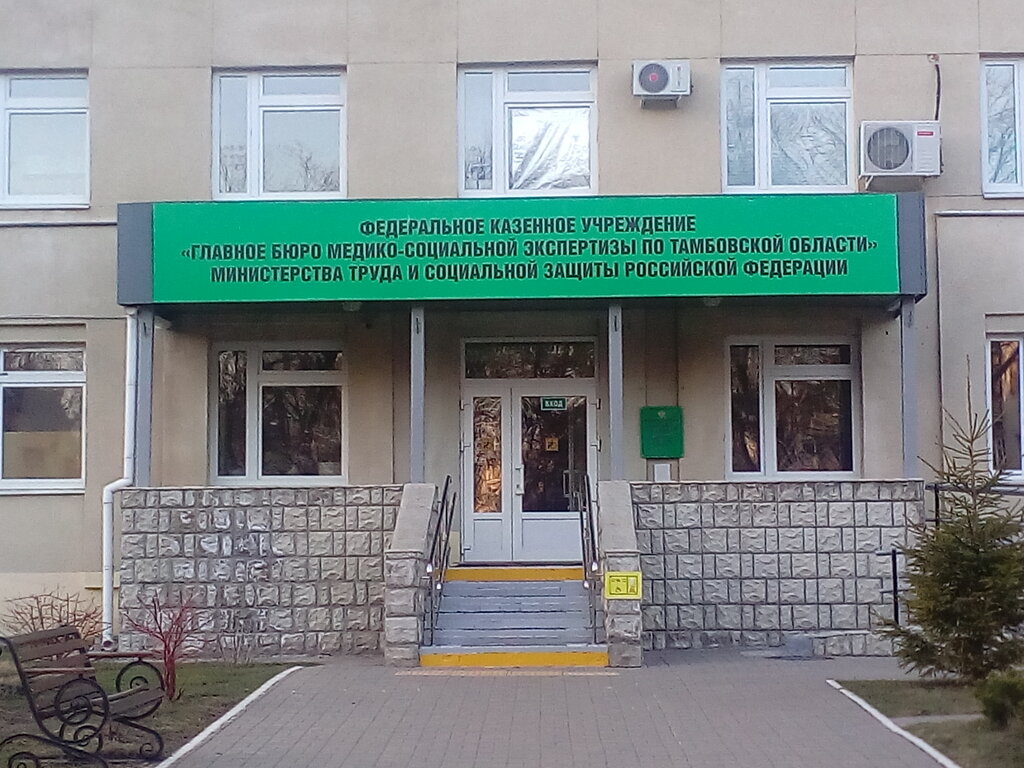 ФЕДЕРАЛЬНОЕ КАЗЕННОЕ УЧРЕЖДЕНИЕ
«ГЛАВНОЕ БЮРО МЕДИКО-СОЦИАЛЬНОЙ ЭКСПЕРТИЗЫ ПО ТАМБОВСКОЙ ОБЛАСТИ»
МИНИСТЕРСТВА ТРУДА И СОЦИАЛЬНОЙ ЗАЩИТЫ РОССИЙСКОЙ ФЕДЕРАЦИИ
ВХОД